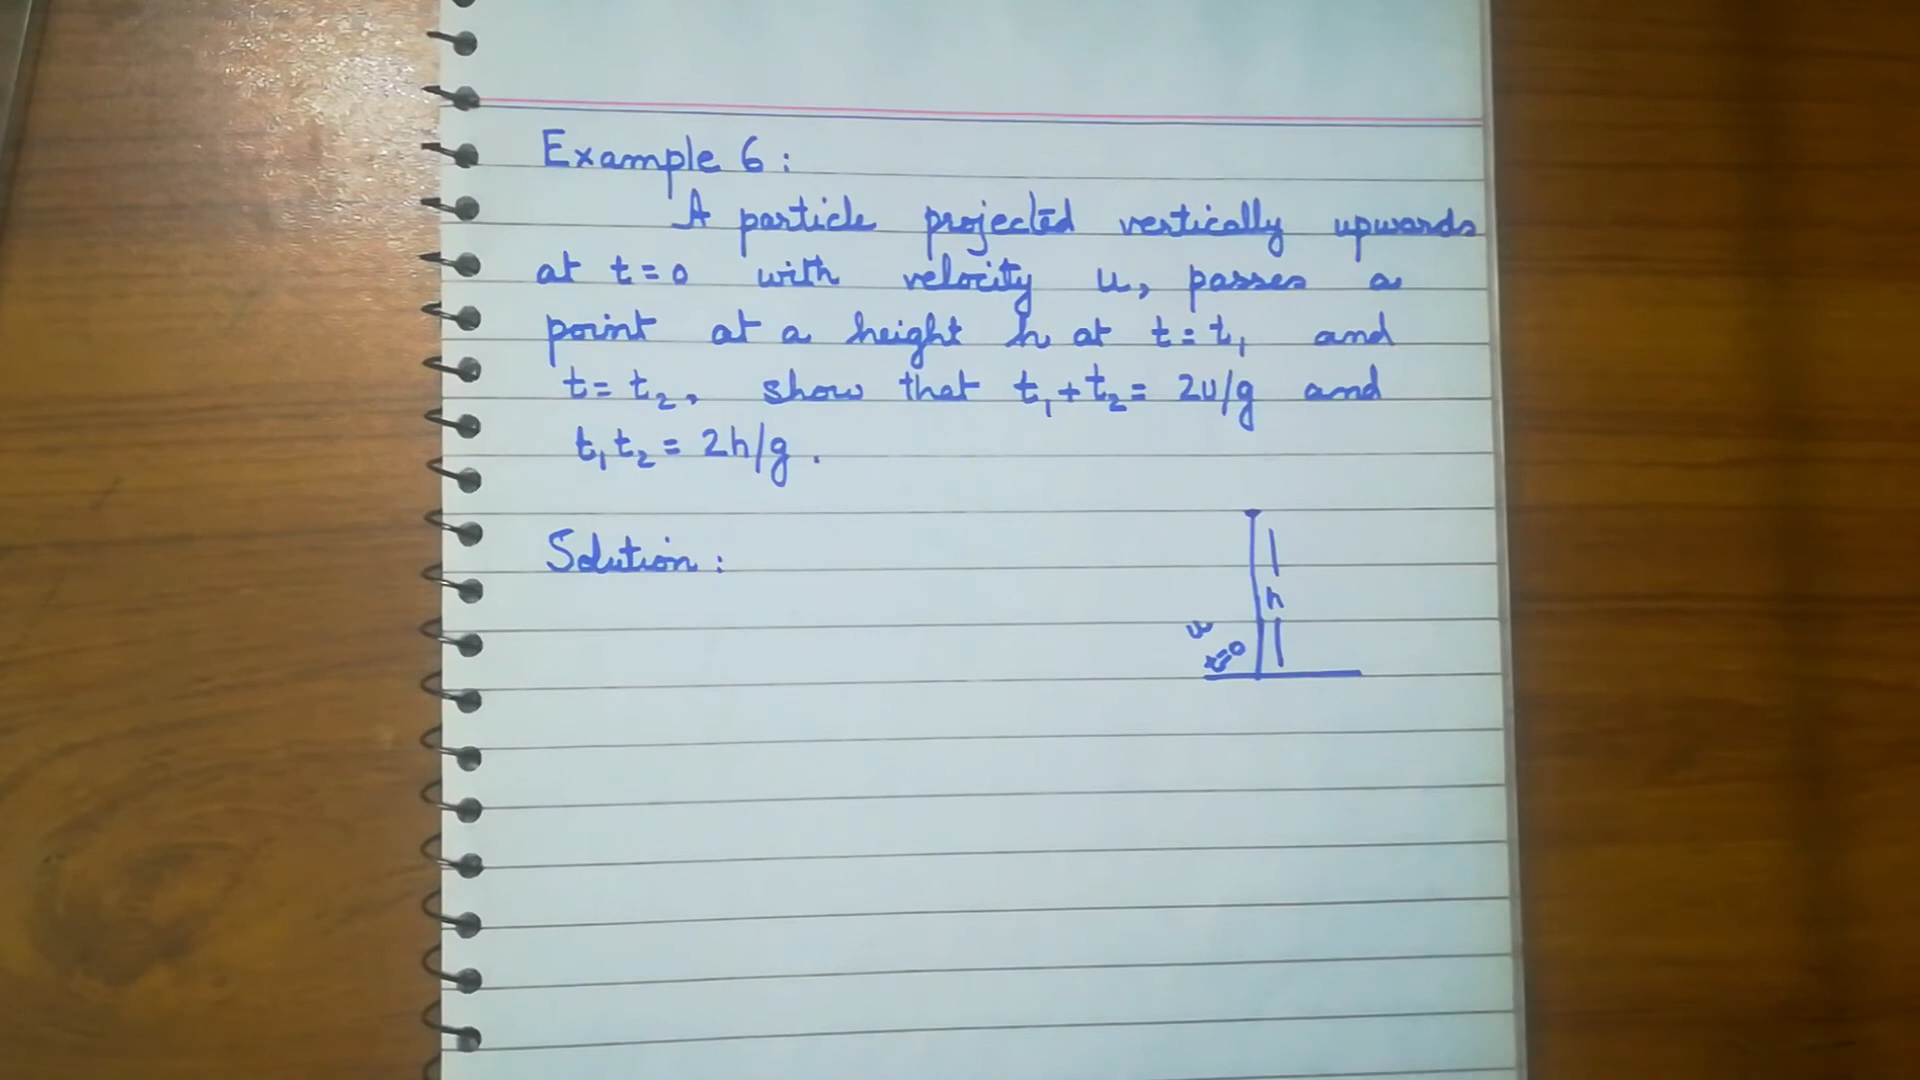 Example 6:
A particle projected vertically upwards
at t=0 with velocity u, passes a
point at a height h at t=t₁ and
t=t₂, show that t₁+t₂= 2u/g and
t₁t₂=2h/g.
Solution:
h
u
t=0